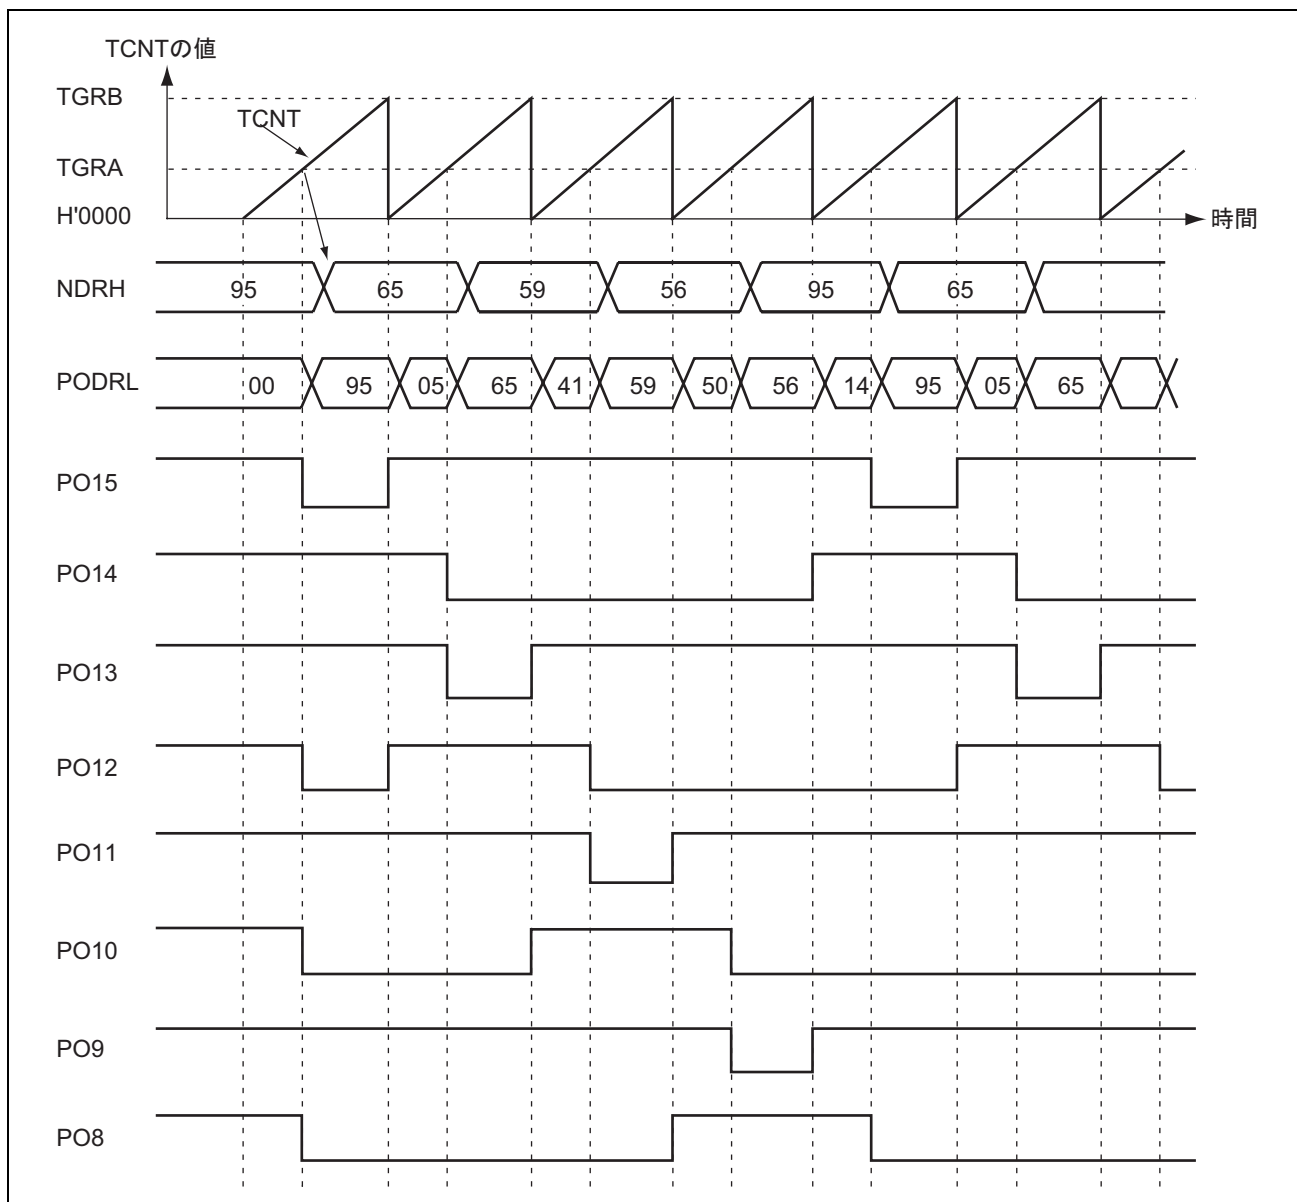 TCNTの値
TGRB
TCNT
TGRA
H'0000
時間
NDRH 95 65 59 56 95 65
PODRL 00 95 05 65 41 59 50 56 14 95 05 65
PO15
PO14
PO13
PO12
PO11
PO10
PO9
PO8